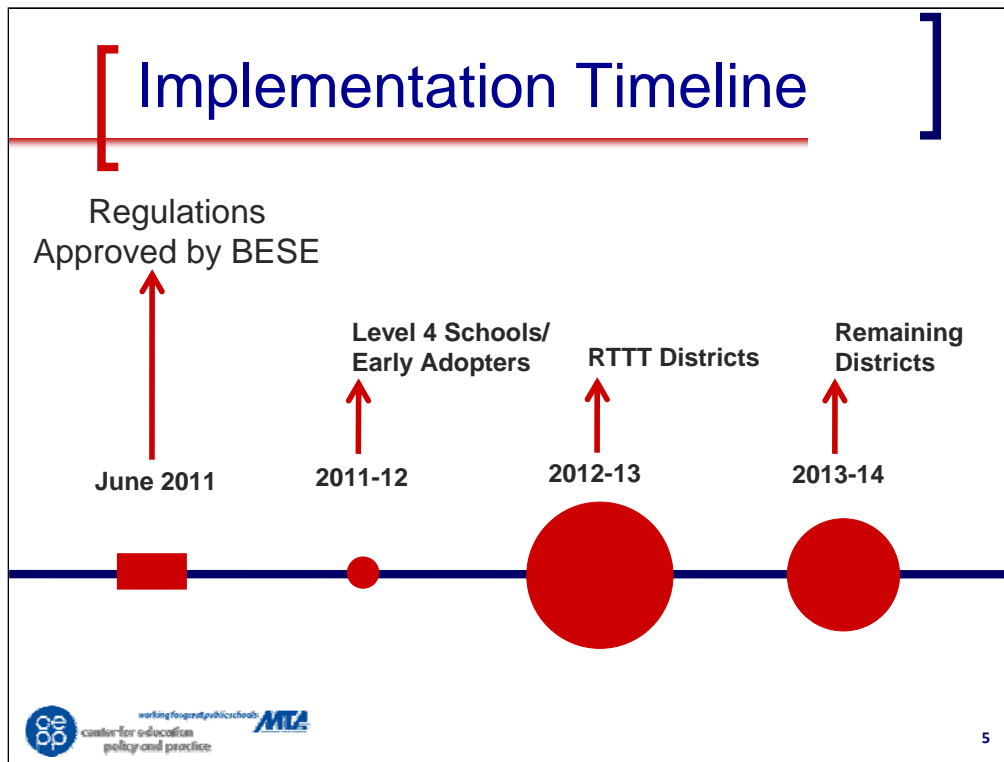 Implementation Timeline
Regulations
Approved by BESE
Level 4 Schools/
Early Adopters
RTTT Districts
Remaining
Districts
June 2011
2011-12
2012-13
2013-14
working for great public schools
MTA
cepp
center for education
policy and practice
5